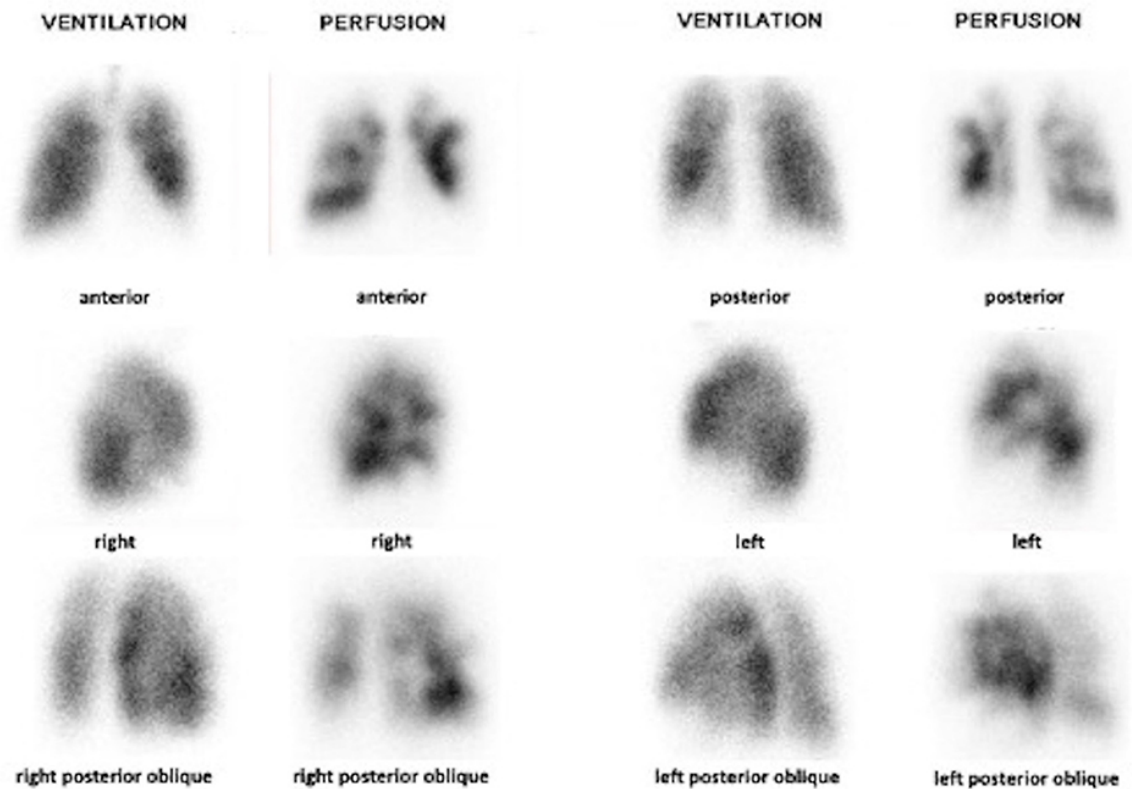 VENTILATION PERFUSION VENTILATION PERFUSION
anterior anterior posterior posterior
right right left left
right posterior oblique right posterior oblique left posterior oblique left posterior oblique